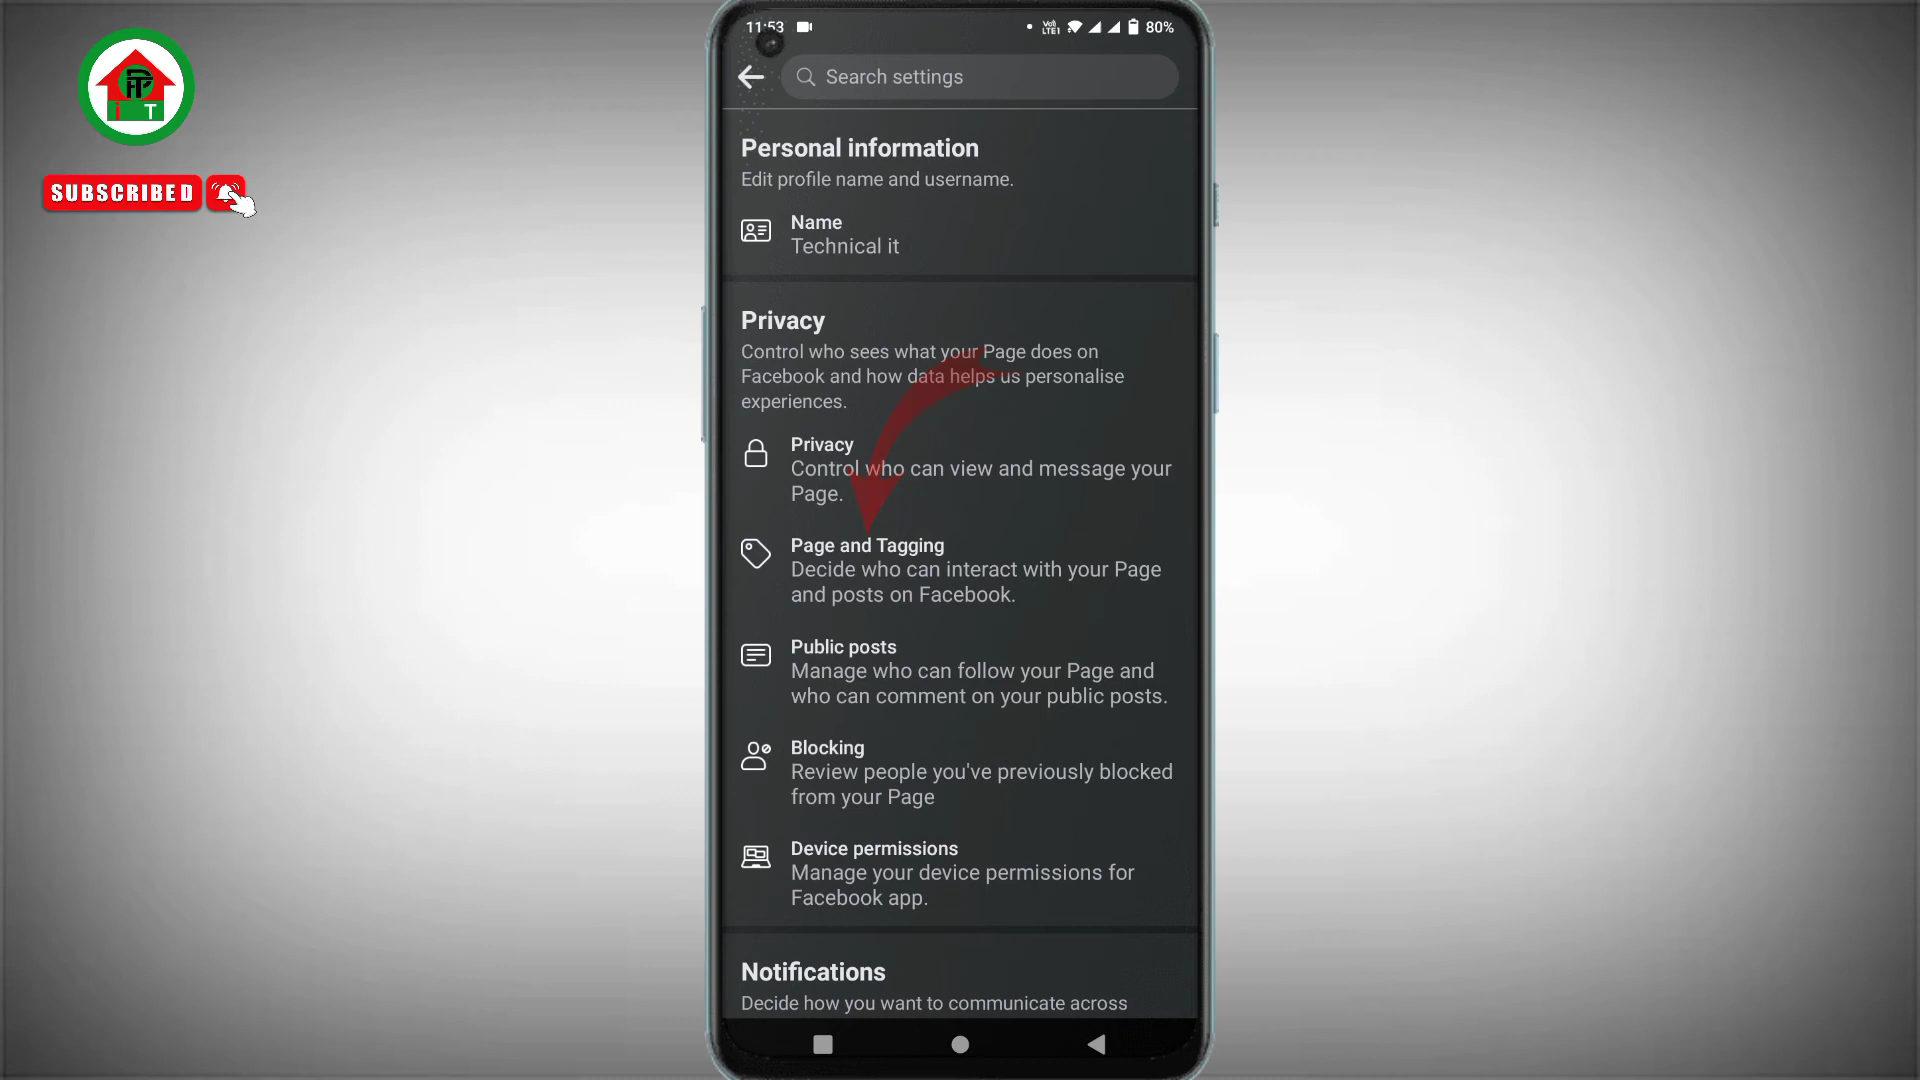 11:53
Vo) LTE1
80%
Search settings
Personal information
Edit profile name and username.
Name
Technical it
Privacy
Control who sees what your Page does on
Facebook and how data helps us personalise
experiences.
Privacy
Control who can view and message your
Page.
Page and Tagging
Decide who can interact with your Page
and posts on Facebook.
Public posts
Manage who can follow your Page and
who can comment on your public posts.
Blocking
Review people you've previously blocked
from your Page
Device permissions
Manage your device permissions for
Facebook app.
Notifications
Decide how you want to communicate across
i T
SUBSCRIBED